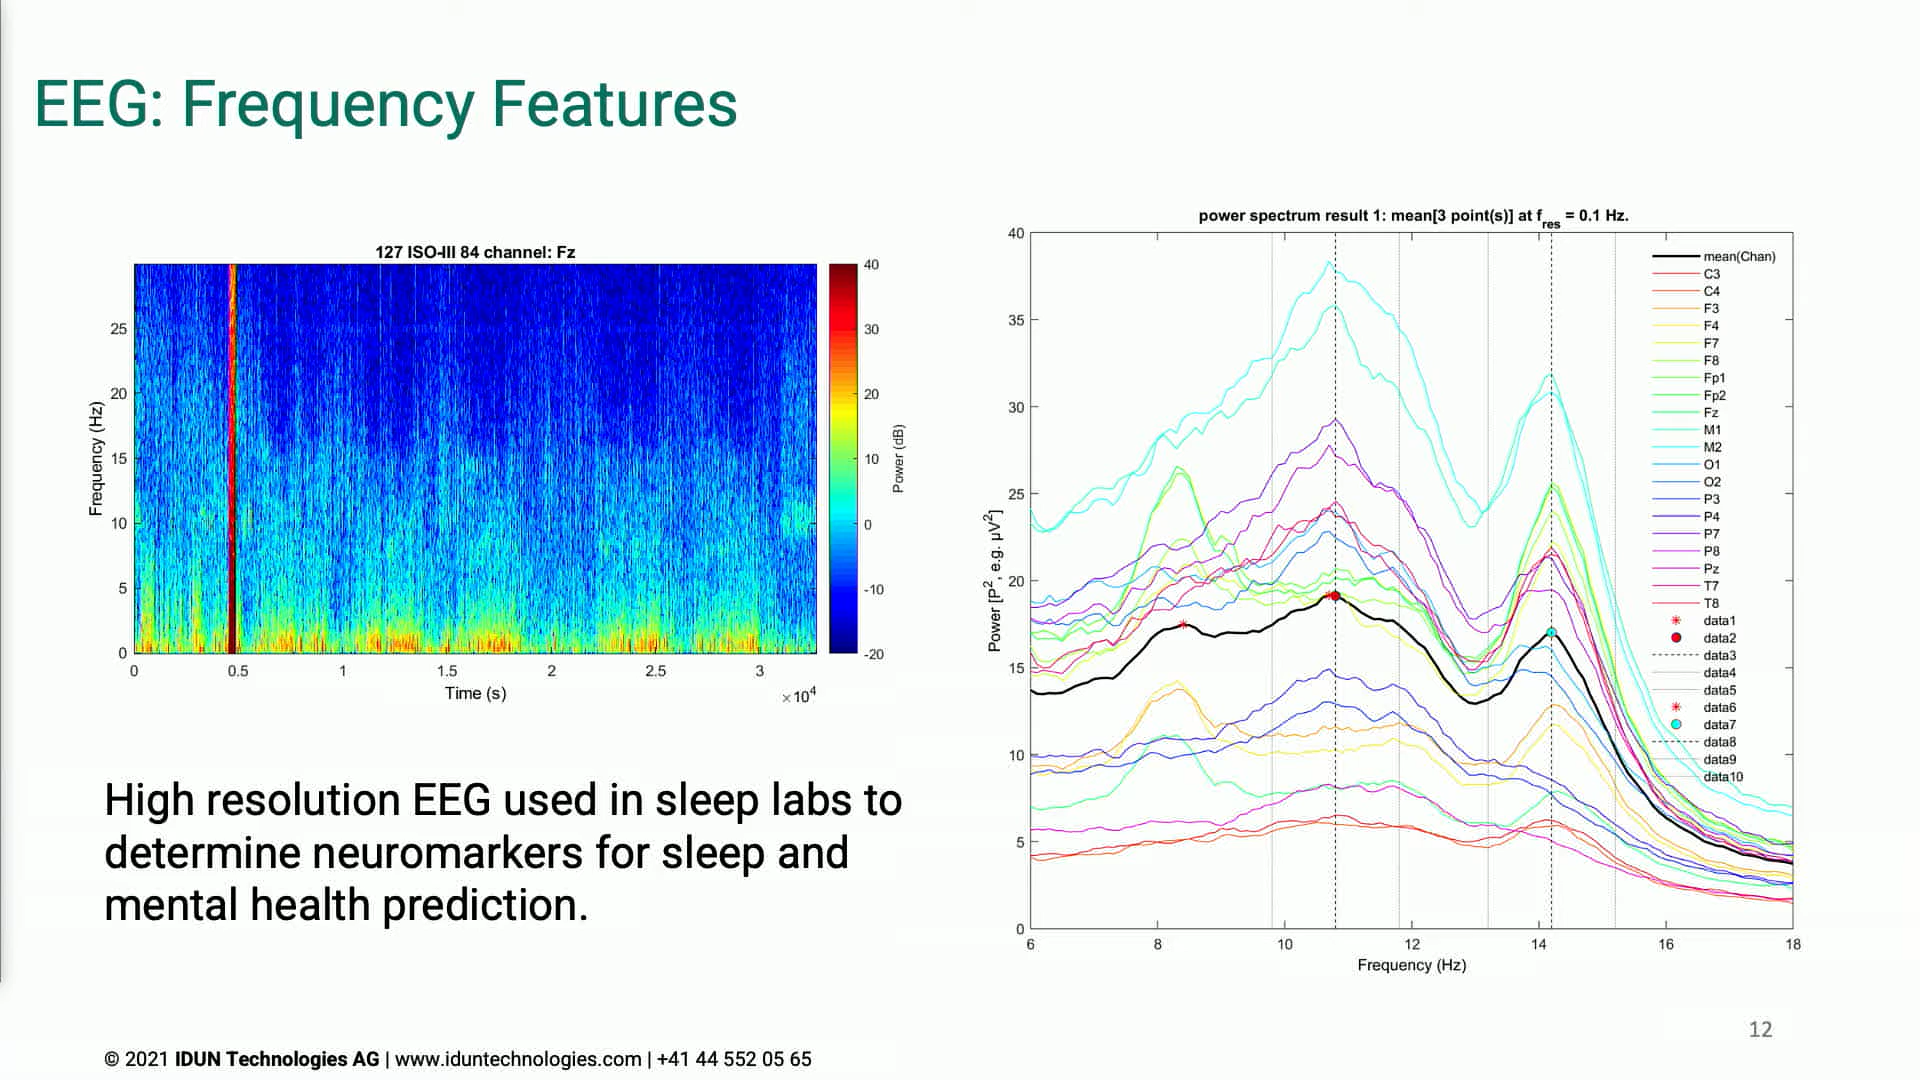 EEG: Frequency Features
127 ISO-III 84 channel: Fz
Frequency (Hz)
25
20
15
10
5
0
0 0.5 1 1.5 2 2.5 3
Time (s)
×10^4
40
30
20
10
0
-10
-20
Power (dB)
High resolution EEG used in sleep labs to
determine neuromarkers for sleep and
mental health prediction.
power spectrum result 1: mean[3 point(s)] at f_res = 0.1 Hz.
Power [P², e.g. µV²]
40
35
30
25
20
15
10
5
0
6 8 10 12 14 16 18
Frequency (Hz)
mean(Chan)
C3
C4
F3
F4
F7
F8
Fp1
Fp2
Fz
M1
M2
O1
O2
P3
P4
P7
P8
Pz
T7
T8
data1
data2
data3
data4
data5
data6
data7
data8
data9
data10
12
© 2021 IDUN Technologies AG | www.iduntechnologies.com | +41 44 552 05 65